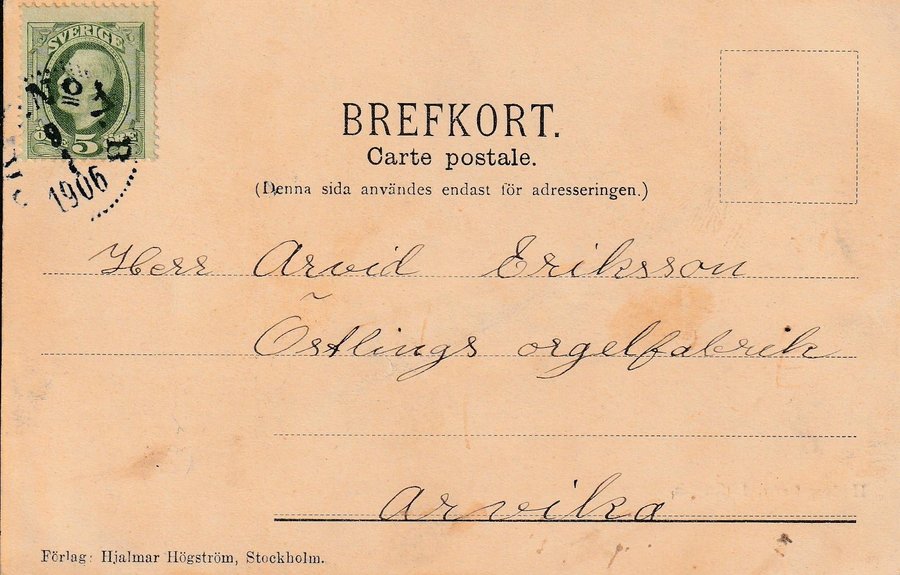 SVERIGE
5
1906
BREFKORT.
Carte postale.
(Denna sida användes endast för adresseringen.)
Herr Arvid Eriksson
Östlings orgelfabrik
Arvika
Förlag: Hjalmar Högström, Stockholm.